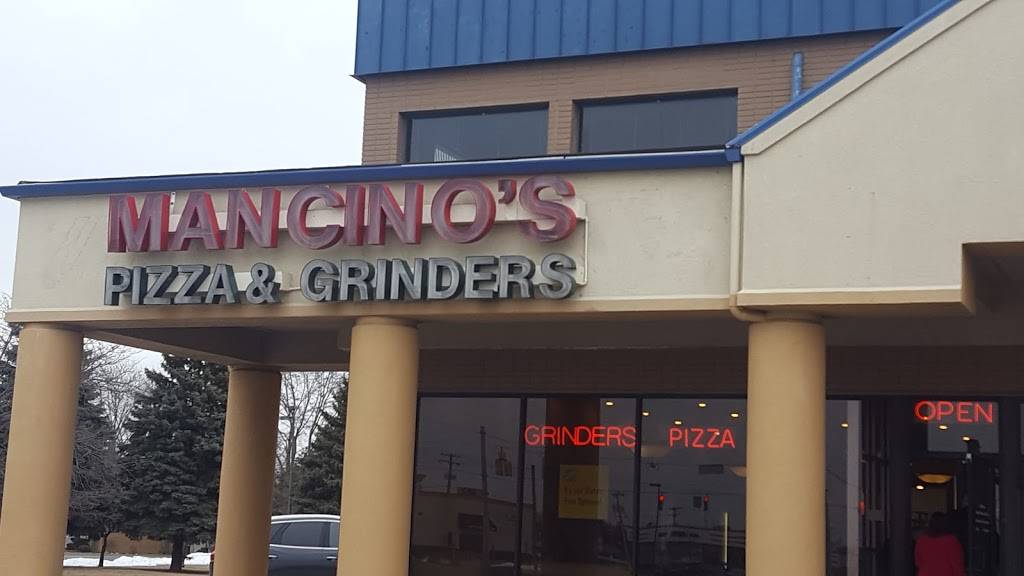 MANCINO'S
PIZZA & GRINDERS
GRINDERS PIZZA
OPEN